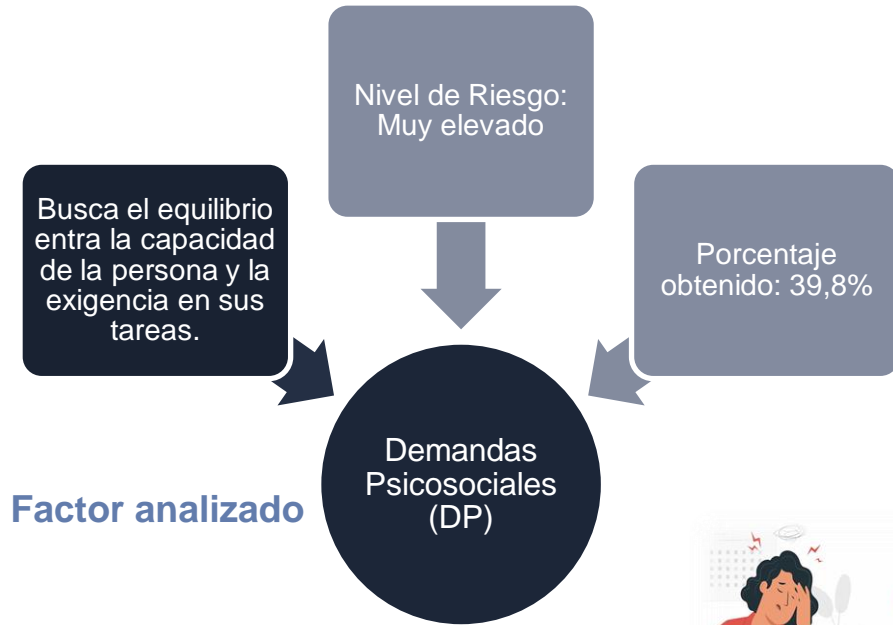 Nivel de Riesgo:
Muy elevado
Busca el equilibrio
entra la capacidad
de la persona y la
exigencia en sus
tareas.
Porcentaje
obtenido: 39,8%
Demandas
Psicosociales
(DP)
Factor analizado